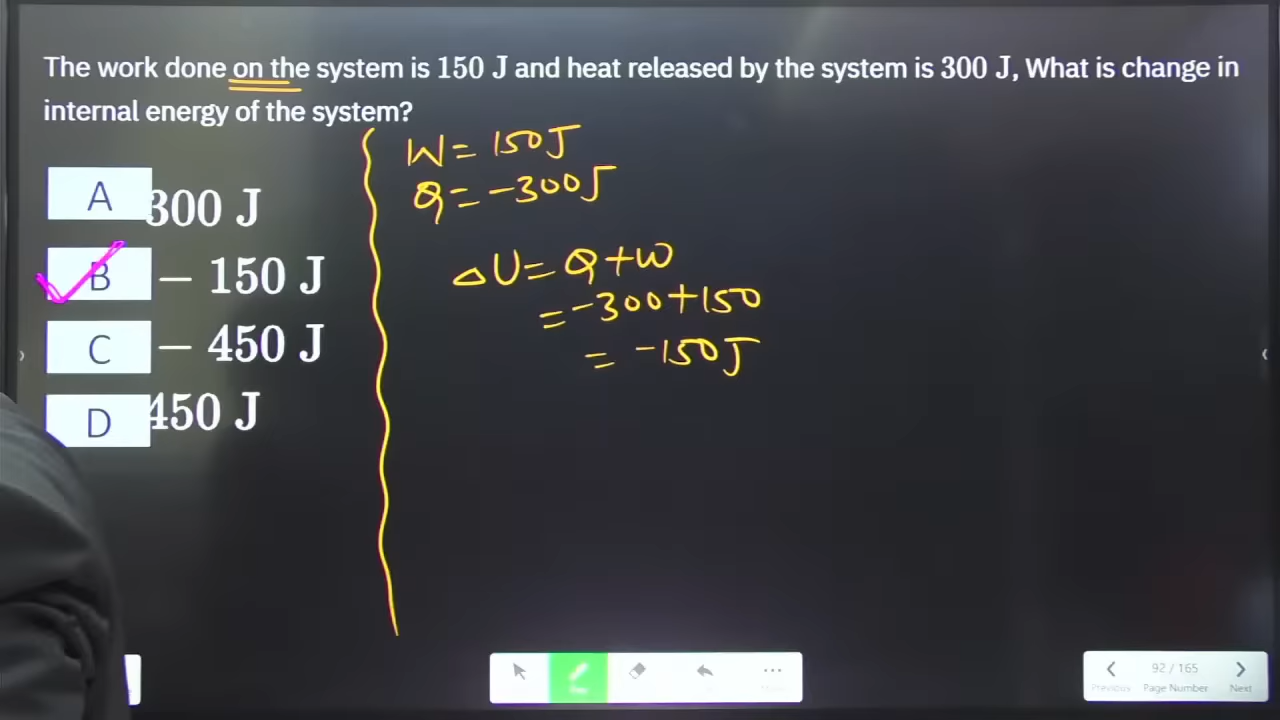 The work done on the system is 150 J and heat released by the system is 300 J, What is change in
internal energy of the system?
W = 150J
Q = -300J
A 300 J
B - 150 J
C - 450 J
D 450 J
ΔU = Q+W
= -300+150
= -150J
92 / 165
Previous Page Number Next